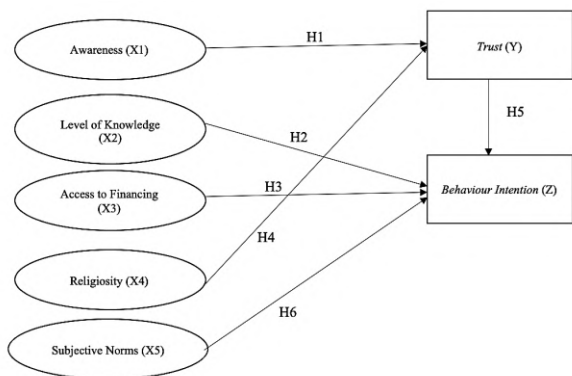 Awareness (X1)
H1
Trust (Y)
Level of Knowledge
(X2)
H2
H5
Access to Financing
(X3)
H3
Behaviour Intention (Z)
H4
Religiosity (X4)
H6
Subjective Norms (X5)